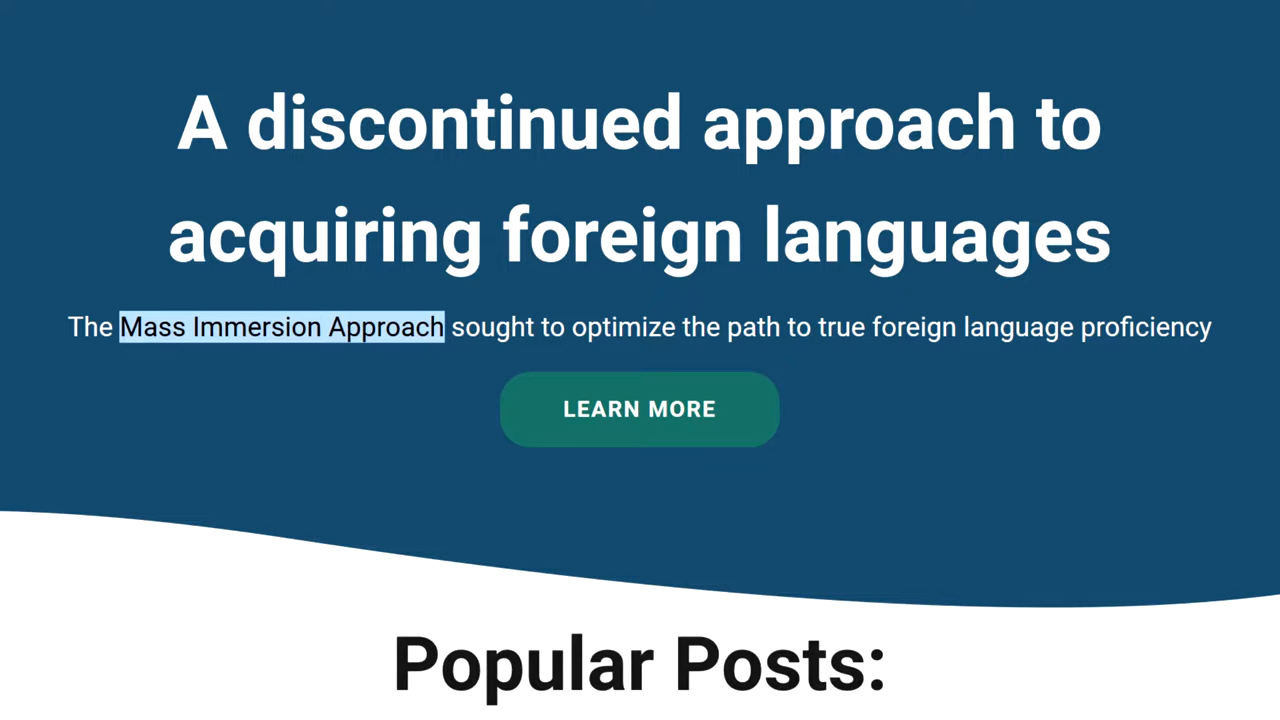 A discontinued approach to
acquiring foreign languages
The Mass Immersion Approach sought to optimize the path to true foreign language proficiency
LEARN MORE
Popular Posts: